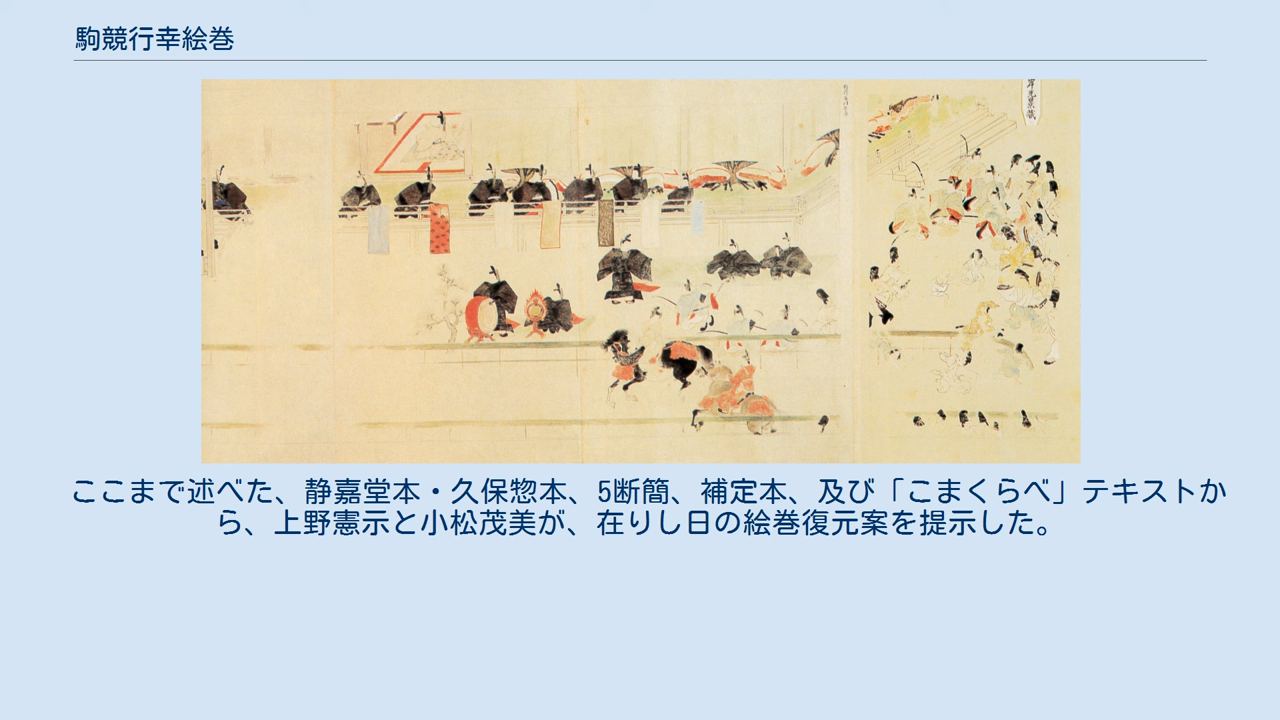 駒競行幸絵巻
ここまで述べた、静嘉堂本・久保惣本、5断簡、補定本、及び「こまくらべ」テキストか
ら、上野憲示と小松茂美が、在りし日の絵巻復元案を提示した。